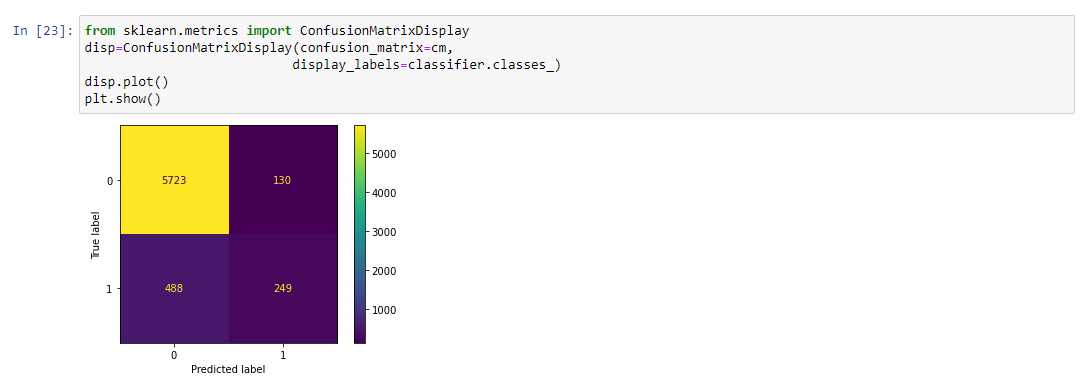 In [23]: from sklearn.metrics import ConfusionMatrixDisplay
disp=ConfusionMatrixDisplay(confusion_matrix=cm,
display_labels=classifier.classes_)
disp.plot()
plt.show()
5000
0 5723 130
4000
3000
True label
2000
1 488 249
1000
0 1
Predicted label